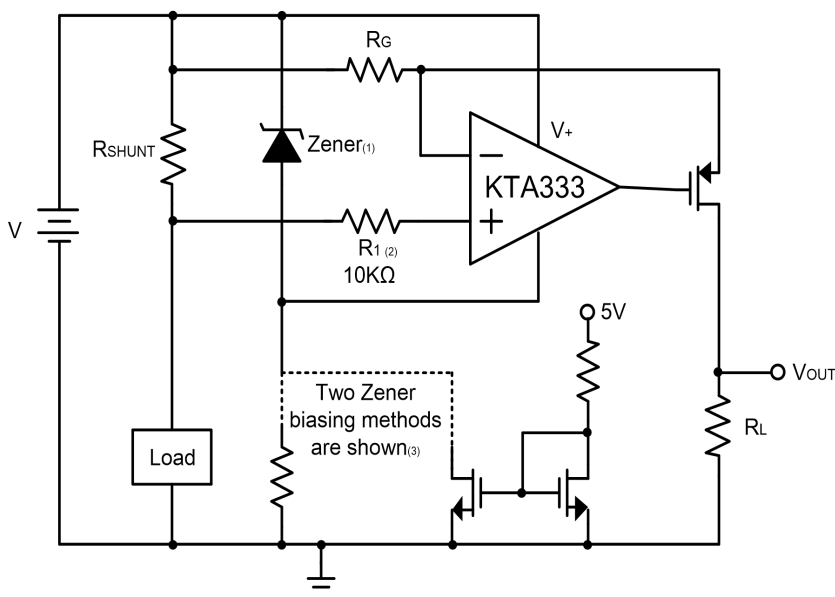 RG
V+
RSHUNT
Zener(1)
KTA333
−
+
V
R1 (2)
10KΩ
5V
VOUT
Two Zener
biasing methods
are shown(3)
RL
Load